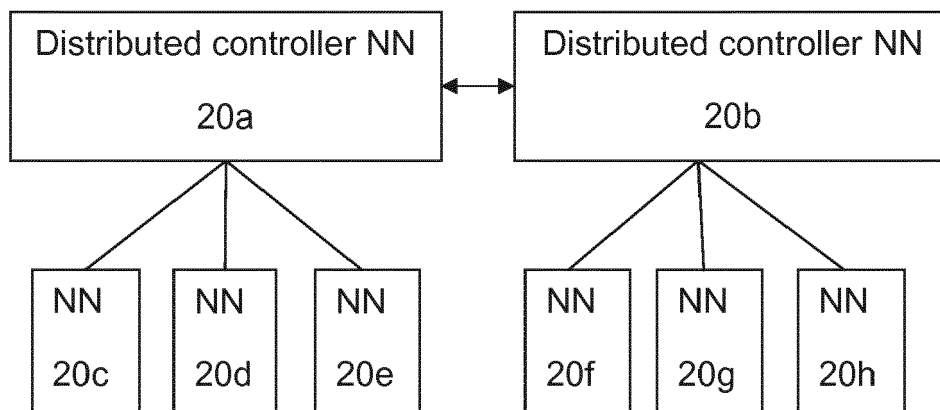 Distributed controller NN
20a
Distributed controller NN
20b
NN
20c
NN
20d
NN
20e
NN
20f
NN
20g
NN
20h